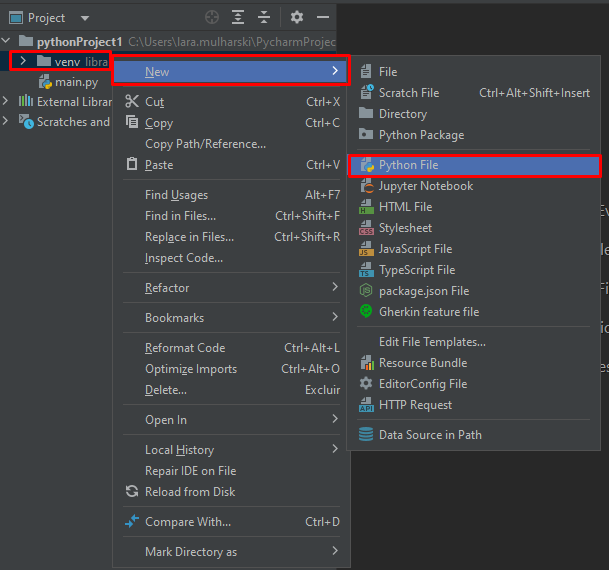 Project
pythonProject1 C:\Users\lara.mulharski\PycharmProjec
venv libra
main.py
External Librar
Scratches and
New
Cut Ctrl+X
Copy Ctrl+C
Copy Path/Reference...
Paste Ctrl+V
Find Usages Alt+F7
Find in Files... Ctrl+Shift+F
Replace in Files... Ctrl+Shift+R
Inspect Code...
Refactor
Bookmarks
Reformat Code Ctrl+Alt+L
Optimize Imports Ctrl+Alt+O
Delete... Excluir
Open In
Local History
Repair IDE on File
Reload from Disk
Compare With... Ctrl+D
Mark Directory as
File
Scratch File Ctrl+Alt+Shift+Insert
Directory
Python Package
Python File
Jupyter Notebook
HTML File
Stylesheet
JavaScript File
TypeScript File
package.json File
Gherkin feature file
Edit File Templates...
Resource Bundle
EditorConfig File
HTTP Request
Data Source in Path